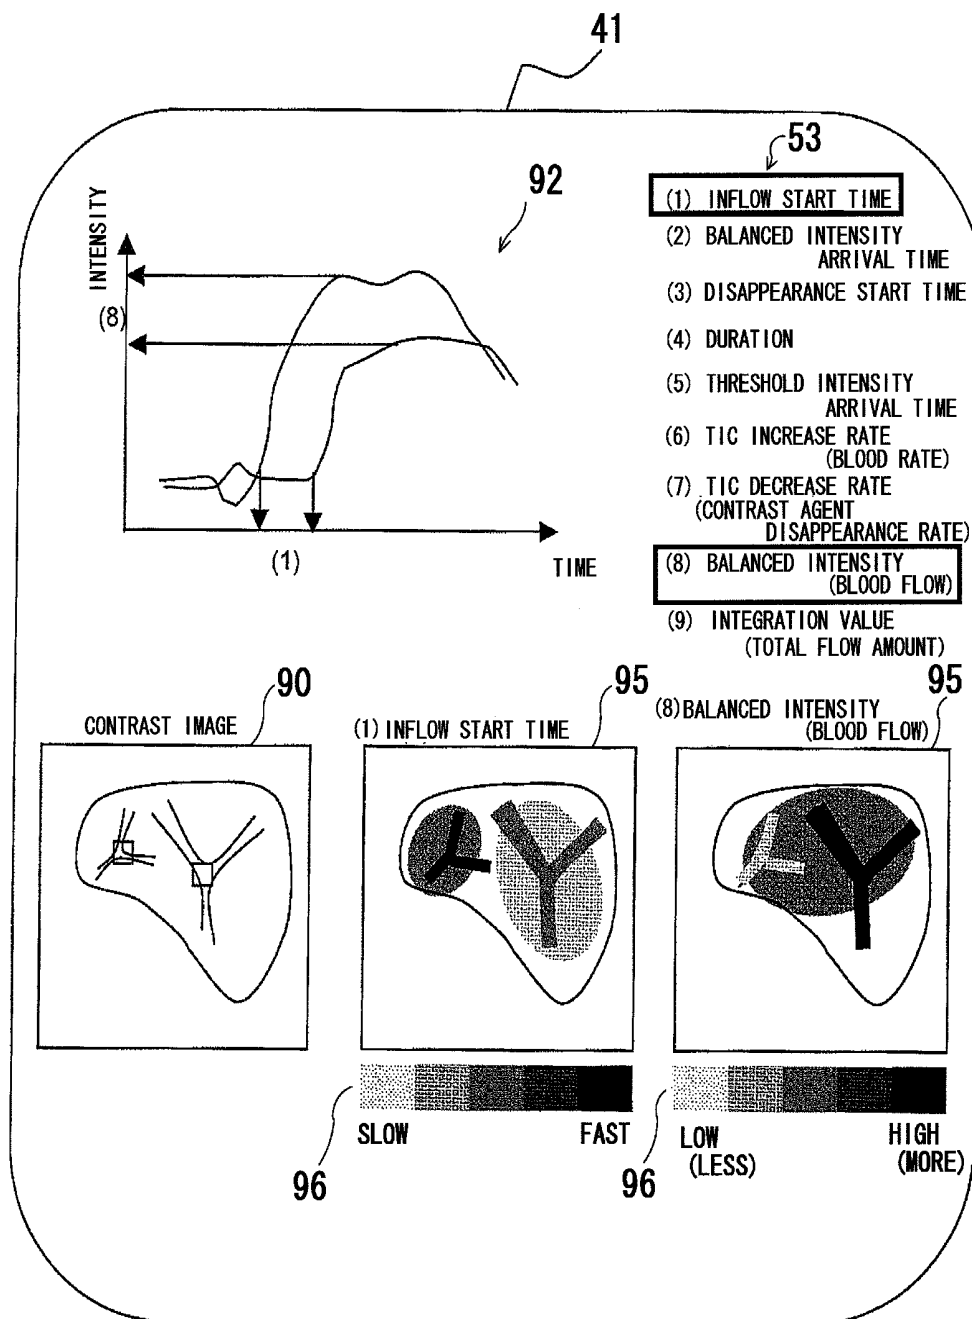 41
53
92
INTENSITY
(8)
(1)
TIME
(1) INFLOW START TIME
(2) BALANCED INTENSITY
ARRIVAL TIME
(3) DISAPPEARANCE START TIME
(4) DURATION
(5) THRESHOLD INTENSITY
ARRIVAL TIME
(6) TIC INCREASE RATE
(BLOOD RATE)
(7) TIC DECREASE RATE
(CONTRAST AGENT
DISAPPEARANCE RATE)
(8) BALANCED INTENSITY
(BLOOD FLOW)
(9) INTEGRATION VALUE
(TOTAL FLOW AMOUNT)
90
CONTRAST IMAGE
95
(1) INFLOW START TIME
95
(8)BALANCED INTENSITY
(BLOOD FLOW)
SLOW
FAST
96
LOW
(LESS)
HIGH
(MORE)
96